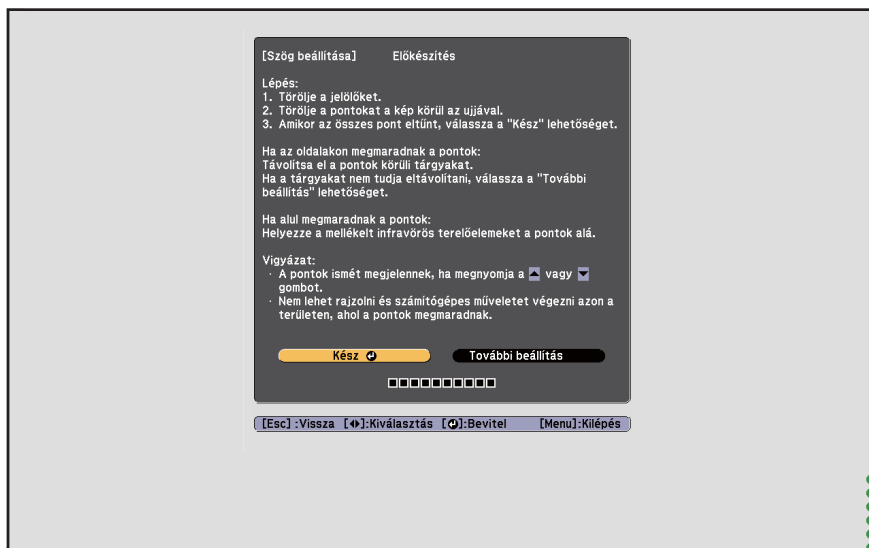 [Szög beállítása] Előkészítés
Lépés:
1. Törölje a jelölőket.
2. Törölje a pontokat a kép körül az ujjával.
3. Amikor az összes pont eltűnt, válassza a "Kész" lehetőséget.
Ha az oldalakon megmaradnak a pontok:
Távolítsa el a pontok körüli tárgyakat.
Ha a tárgyakat nem tudja eltávolítani, válassza a "További
beállítás" lehetőséget.
Ha alul megmaradnak a pontok:
Helyezze a mellékelt infravörös terelőelemeket a pontok alá.
Vigyázat:
· A pontok ismét megjelennek, ha megnyomja a ▲ vagy ▼
gombot.
· Nem lehet rajzolni és számítógépes műveletet végezni azon a
területen, ahol a pontok megmaradnak.
Kész További beállítás
[Esc] :Vissza [◆]:Kiválasztás [⏎]:Bevitel [Menu]:Kilépés